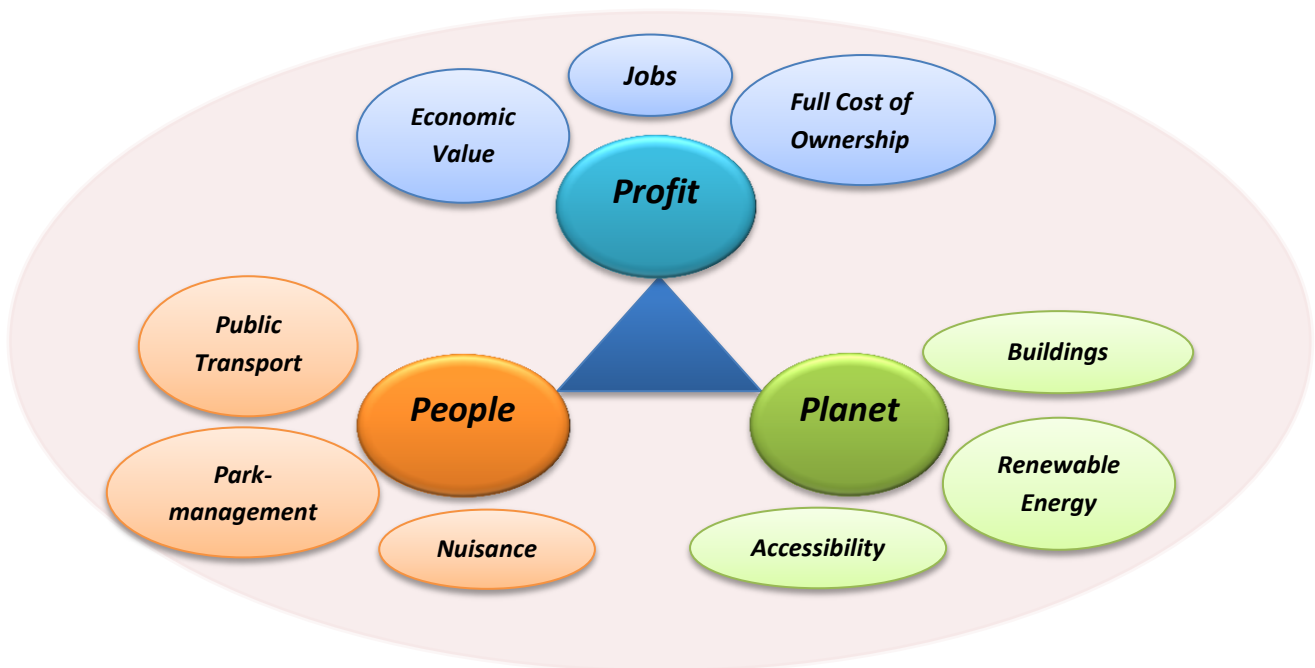 Jobs
Economic
Value
Full Cost of
Ownership
Profit
Public
Transport
People
Park-
management
Nuisance
Planet
Buildings
Renewable
Energy
Accessibility